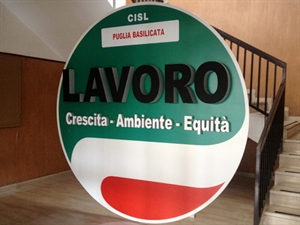 CISL
PUGLIA BASILICATA
LAVORO
Crescita - Ambiente - Equità